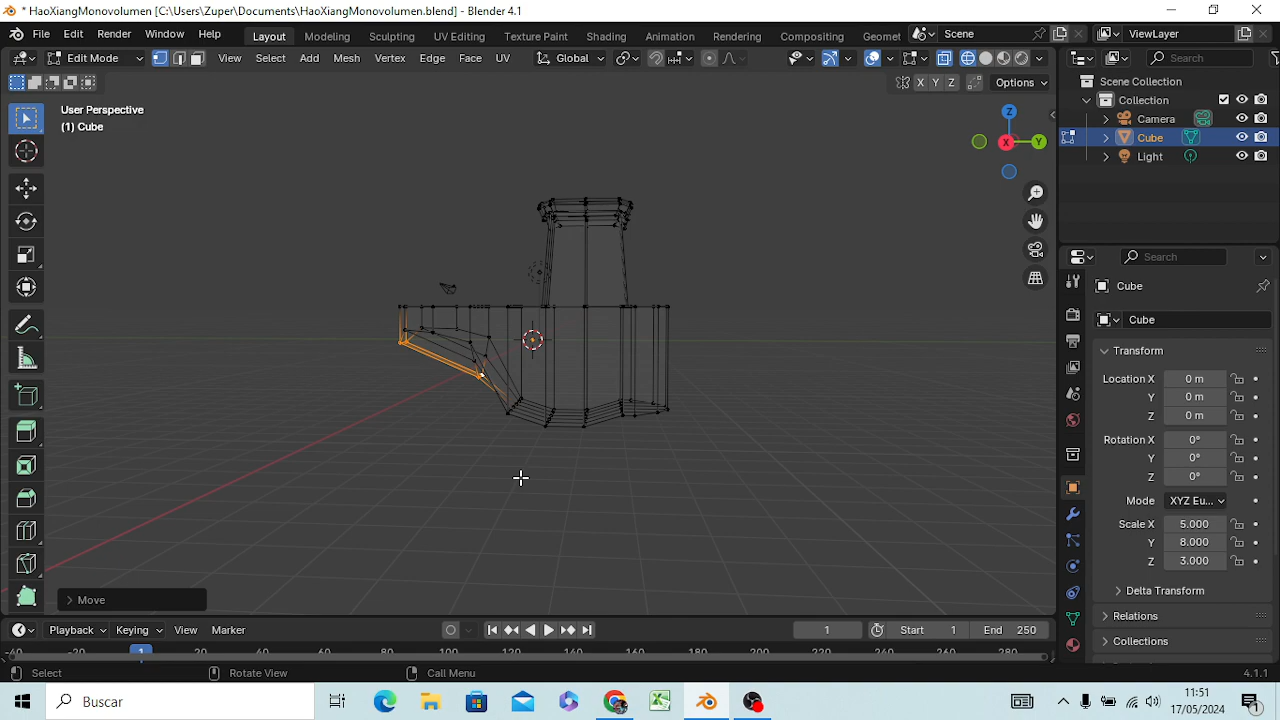 * HaoXiangMonovolumen [C:\Users\Zuper\Documents\HaoXiangMonovolumen.blend] - Blender 4.1
File Edit Render Window Help Layout Modeling Sculpting UV Editing Texture Paint Shading Animation Rendering Compositing Scene ViewLayer
Edit Mode View Select Add Mesh Vertex Edge Face UV Global Search
X Y Z Options
User Perspective
(1) Cube
Scene Collection
Collection
Camera
Cube
Light
Z
X
Y
Search
Cube
Cube
Transform
Location X 0 m
Y 0 m
Z 0 m
Rotation X 0°
Y 0°
Z 0°
Mode XYZ Eu...
Scale X 5.000
Y 8.000
Z 3.000
Delta Transform
Relations
Collections
Move
Playback Keying View Marker 1 Start 1 End 250
-40 -20 1 20 40 60 80 100 120 140 160 180 200 220 240 260 280
Select Rotate View Call Menu 4.1.1
Buscar
11:51
17/05/2024
1